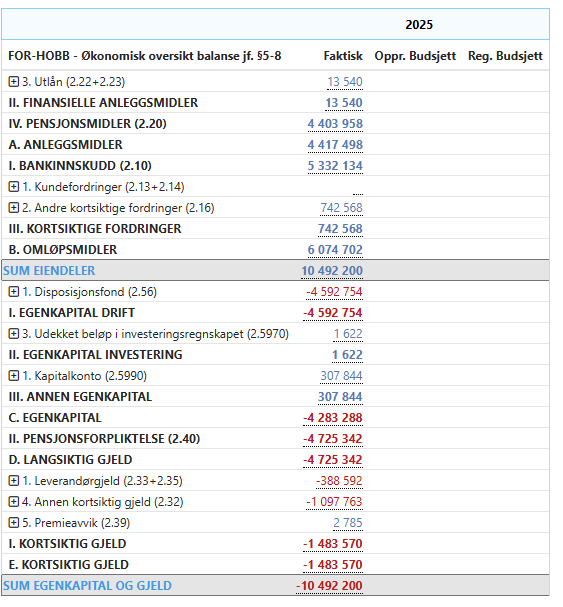 2025
FOR-HOBB - Økonomisk oversikt balanse jf. §5-8 Faktisk Oppr. Budsjett Reg. Budsjett
3. Utlån (2.22+2.23) 13 540
II. FINANSIELLE ANLEGGSMIDLER 13 540
IV. PENSJONSMIDLER (2.20) 4 403 958
A. ANLEGGSMIDLER 4 417 498
I. BANKINNSKUDD (2.10) 5 332 134
1. Kundefordringer (2.13+2.14)
2. Andre kortsiktige fordringer (2.16) 742 568
III. KORTSIKTIGE FORDRINGER 742 568
B. OMLØPSMIDLER 6 074 702
SUM EIENDELER 10 492 200
1. Disposisjonsfond (2.56) -4 592 754
I. EGENKAPITAL DRIFT -4 592 754
3. Udekket beløp i investeringsregnskapet (2.5970) 1 622
II. EGENKAPITAL INVESTERING 1 622
1. Kapitalkonto (2.5990) 307 844
III. ANNEN EGENKAPITAL 307 844
C. EGENKAPITAL -4 283 288
II. PENSJONSFORPLIKTELSE (2.40) -4 725 342
D. LANGSIKTIG GJELD -4 725 342
1. Leverandørgjeld (2.33+2.35) -388 592
4. Annen kortsiktig gjeld (2.32) -1 097 763
5. Premieavvik (2.39) 2 785
I. KORTSIKTIG GJELD -1 483 570
E. KORTSIKTIG GJELD -1 483 570
SUM EGENKAPITAL OG GJELD -10 492 200